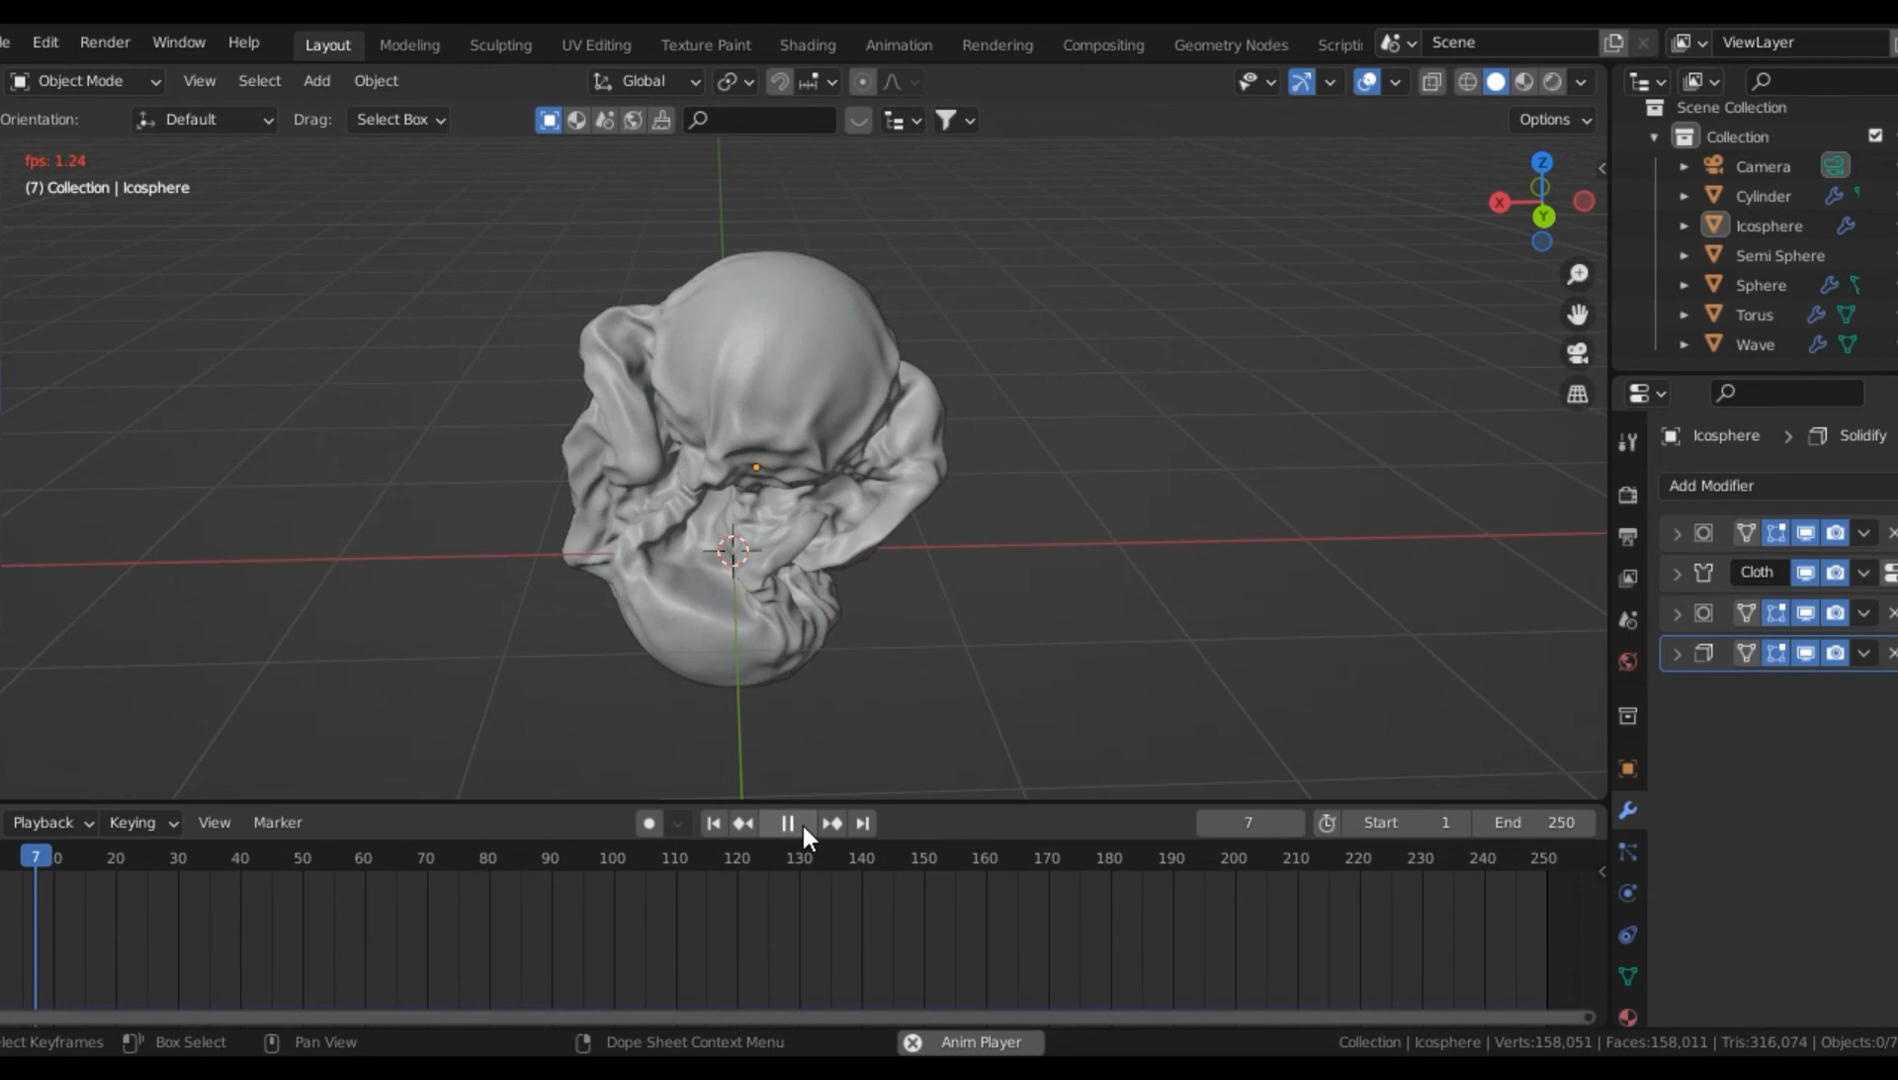 le Edit Render Window Help Layout Modeling Sculpting UV Editing Texture Paint Shading Animation Rendering Compositing Geometry Nodes Scripti Scene ViewLayer
Object Mode View Select Add Object Global
Orientation: Default Drag: Select Box Options
fps: 1.24
(7) Collection | Icosphere
Z
X
Y
Scene Collection
Collection
Camera
Cylinder
Icosphere
Semi Sphere
Sphere
Torus
Wave
Icosphere > Solidify
Add Modifier
Cloth
Playback Keying View Marker 7 Start 1 End 250
7 0 20 30 40 50 60 70 80 90 100 110 120 130 140 150 160 170 180 190 200 210 220 230 240 250
lect Keyframes Box Select Pan View Dope Sheet Context Menu Anim Player Collection | Icosphere | Verts:158,051 | Faces:158,011 | Tris:316,074 | Objects:0/7